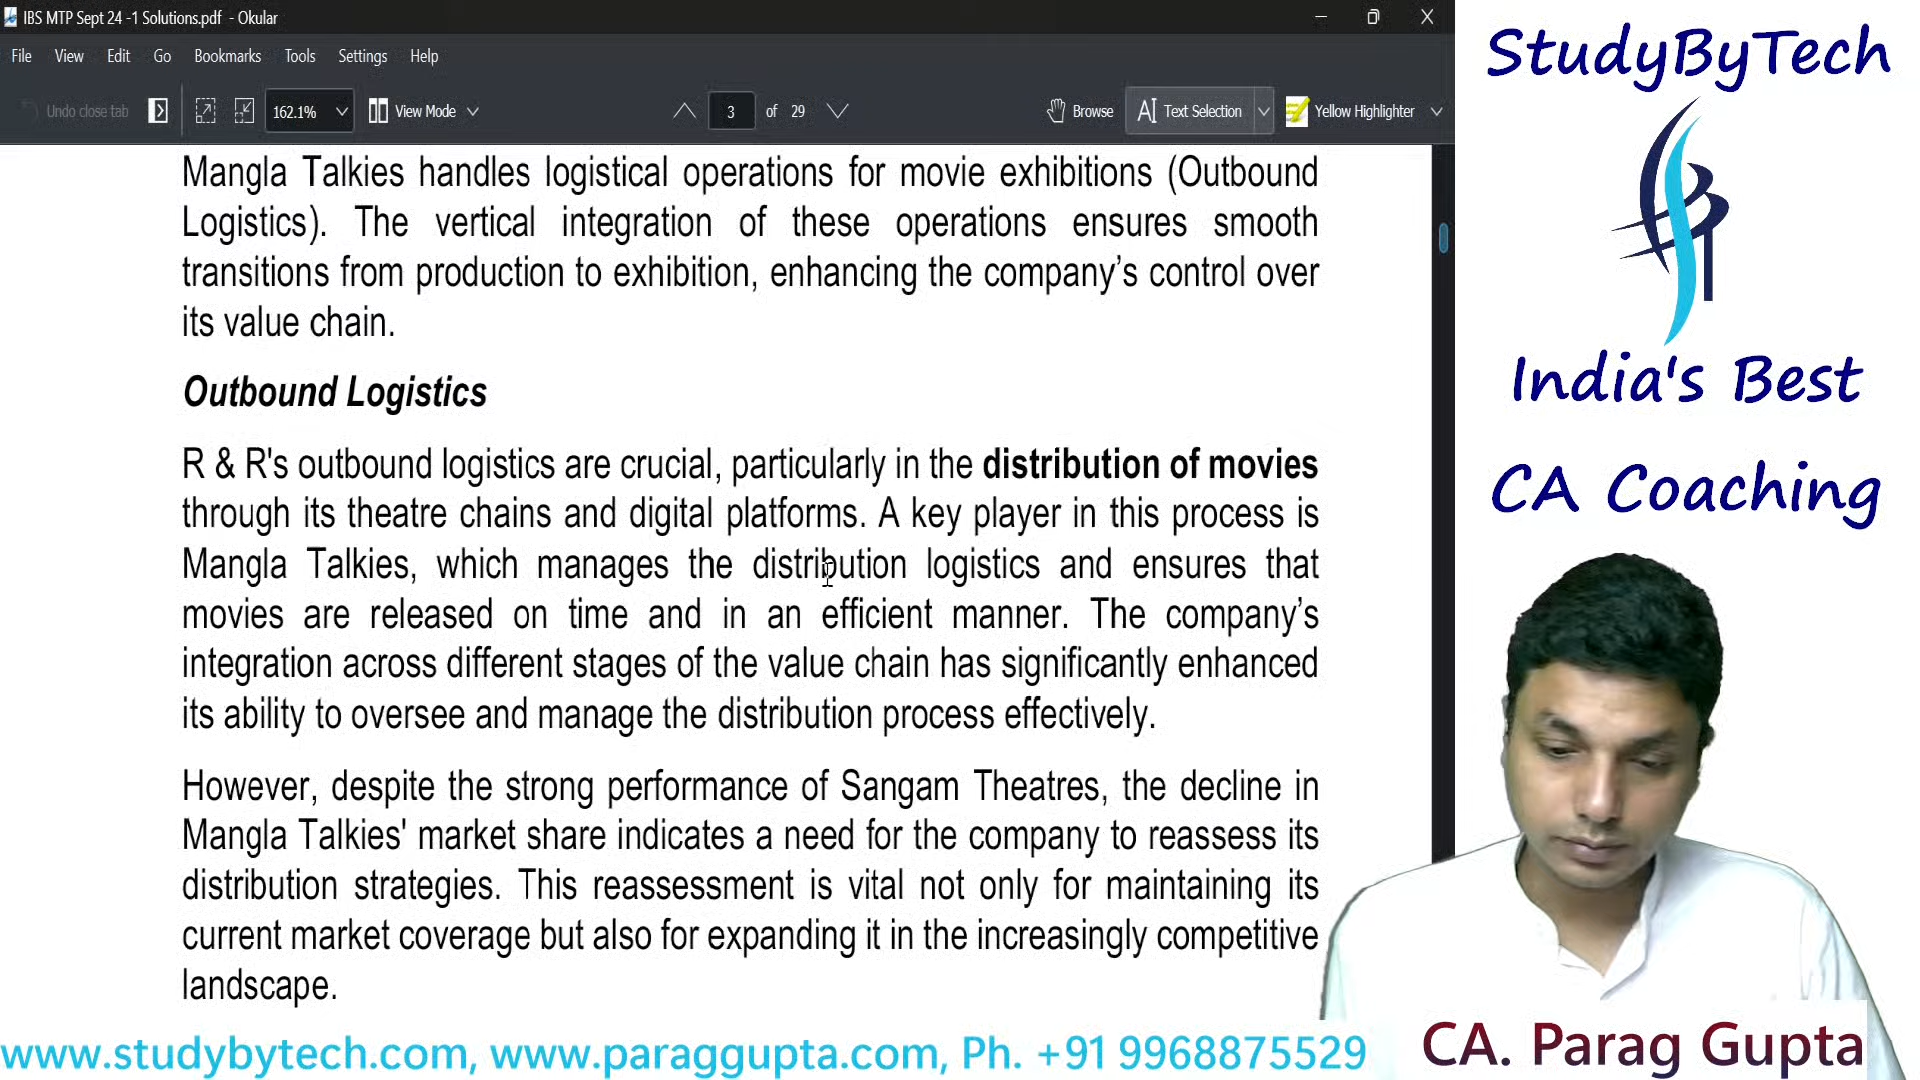 IBS MTP Sept 24 -1 Solutions.pdf - Okular
File View Edit Go Bookmarks Tools Settings Help
Undo close tab 162.1% View Mode 3 of 29 Browse Text Selection Yellow Highlighter
Mangla Talkies handles logistical operations for movie exhibitions (Outbound
Logistics). The vertical integration of these operations ensures smooth
transitions from production to exhibition, enhancing the company's control over
its value chain.
Outbound Logistics
R & R's outbound logistics are crucial, particularly in the distribution of movies
through its theatre chains and digital platforms. A key player in this process is
Mangla Talkies, which manages the distribution logistics and ensures that
movies are released on time and in an efficient manner. The company's
integration across different stages of the value chain has significantly enhanced
its ability to oversee and manage the distribution process effectively.
However, despite the strong performance of Sangam Theatres, the decline in
Mangla Talkies' market share indicates a need for the company to reassess its
distribution strategies. This reassessment is vital not only for maintaining its
current market coverage but also for expanding it in the increasingly competitive
landscape.
StudyByTech
India's Best
CA Coaching
www.studybytech.com, www.paraggupta.com, Ph. +91 9968875529
CA. Parag Gupta